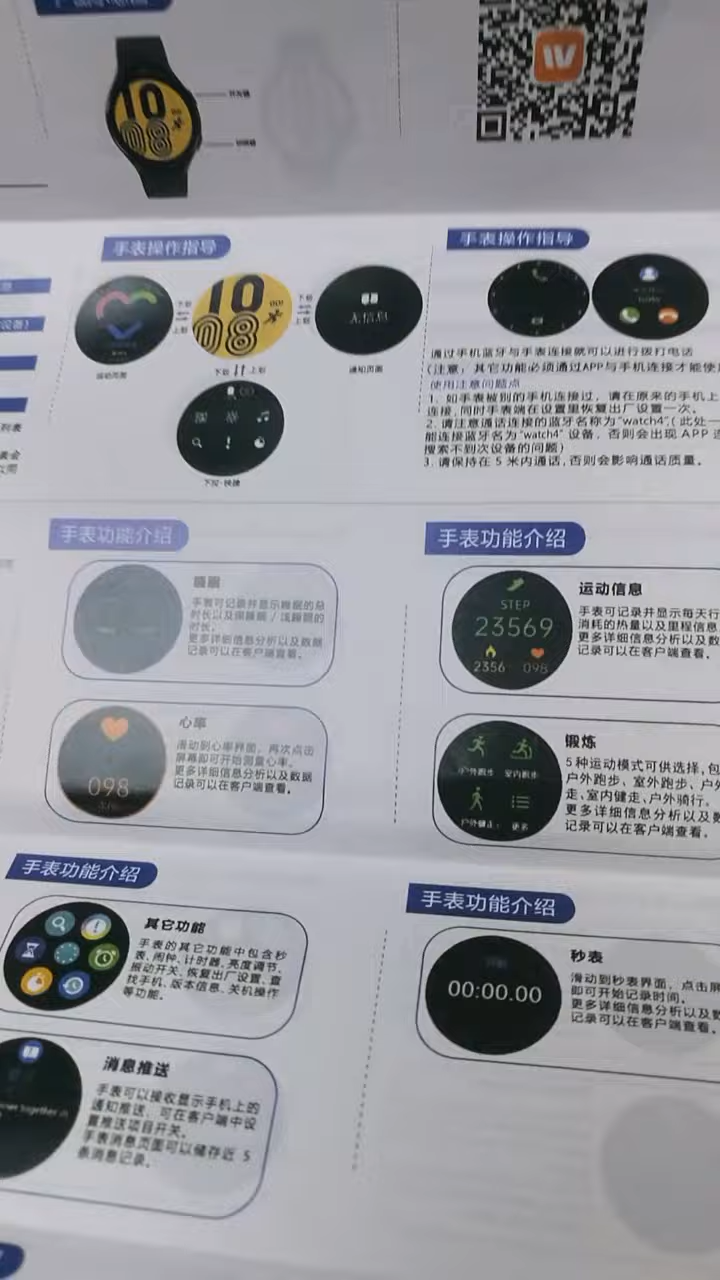 10
08
手表操作指导
10
08
无信息
下划
上划
下划
上划
运动页面
通知页面
下划
上划
下拉·快捷
手表操作指导
通过手机蓝牙与手表连接就可以进行拨打电话
(注意：其它功能必须通过APP与手机连接才能使
使用注意问题点
1. 如手表被别的手机连接过，请在原来的手机上
连接,同时手表端在设置里恢复出厂设置一次。
2. 请注意通话连接的蓝牙名称为"watch4".(此处一
能连接蓝牙名为"watch4" 设备，否则会出现 APP
搜索不到次设备的问题)
3. 请保持在 5 米内通话,否则会影响通话质量。
设备)
列表
手表功能介绍
睡眠
手表可记录并显示睡眠的总
时长以及深睡眠 / 浅睡眠的
时长。
更多详细信息分析以及数据
记录可以在客户端查看。
心率
098
滑动到心率界面，再次点击
屏幕即可开始测量心率。
更多详细信息分析以及数据
记录可以在客户端查看。
手表功能介绍
STEP
23569
2356 098
运动信息
手表可记录并显示每天行
消耗的热量以及里程信息
更多详细信息分析以及数
记录可以在客户端查看。
户外跑步 室内跑步
户外健走 更多
锻炼
5 种运动模式可供选择,包
户外跑步、室外跑步、户外
走、室内健走、户外骑行。
更多详细信息分析以及数
记录可以在客户端查看。
手表功能介绍
其它功能
手表的其它功能中包含秒
表、闹钟、计时器、亮度调节、
振动开关、恢复出厂设置、查
找手机、版本信息、关机操作
等功能。
消息推送
手表可以接收显示手机上的
通知推送，可在客户端中设
置推送项目开关。
手表消息页面可以储存近 5
条消息记录。
手表功能介绍
00:00.00
秒表
滑动到秒表界面，点击屏
即可开始记录时间。
更多详细信息分析以及数
记录可以在客户端查看。